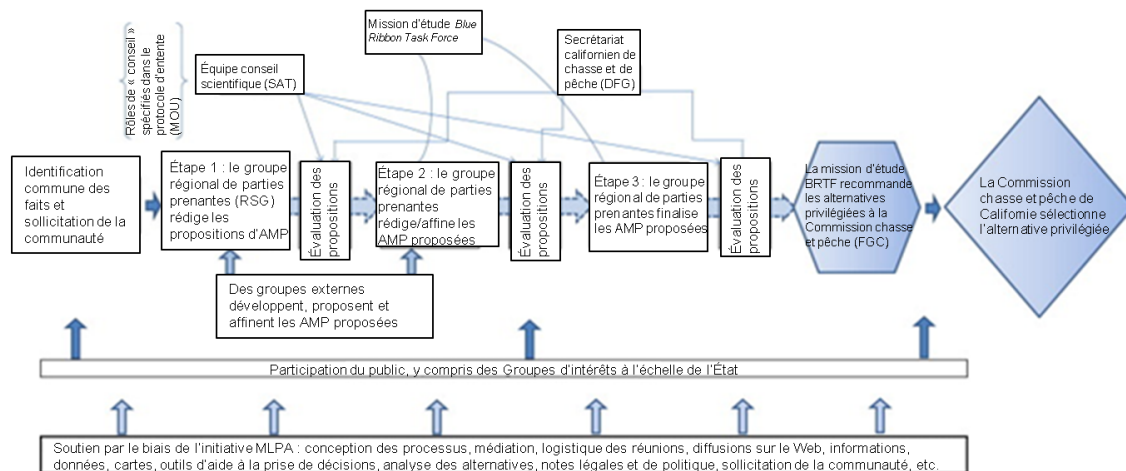 Mission d'étude Blue
Ribbon Task Force
Secrétariat
californien de
chasse et de
pêche (DFG)
Rôles de « conseil »
spécifiés dans le
protocole d'entente
(MOU)
Équipe conseil
scientifique (SAT)
Identification
commune des
faits et
sollicitation de la
communauté
Étape 1 : le groupe
régional de parties
prenantes (RSG)
rédige les
propositions d'AMP
Évaluation des
propositions
Étape 2 : le groupe
régional de parties
prenantes
rédige/affine les
AMP proposées
Évaluation des
propositions
Étape 3 : le groupe
régional de parties
prenantes finalise
les AMP proposées
Évaluation des
propositions
La mission d'étude
BRTF recommande
les alternatives
privilégiées à la
Commission chasse
et pêche (FGC)
La Commission
chasse et pêche de
Californie sélectionne
l'alternative privilégiée
Des groupes externes
développent, proposent et
affinent les AMP proposées
Participation du public, y compris des Groupes d'intérêts à l'échelle de l'État
Soutien par le biais de l'initiative MLPA : conception des processus, médiation, logistique des réunions, diffusions sur le Web, informations,
données, cartes, outils d'aide à la prise de décisions, analyse des alternatives, notes légales et de politique, sollicitation de la communauté, etc.